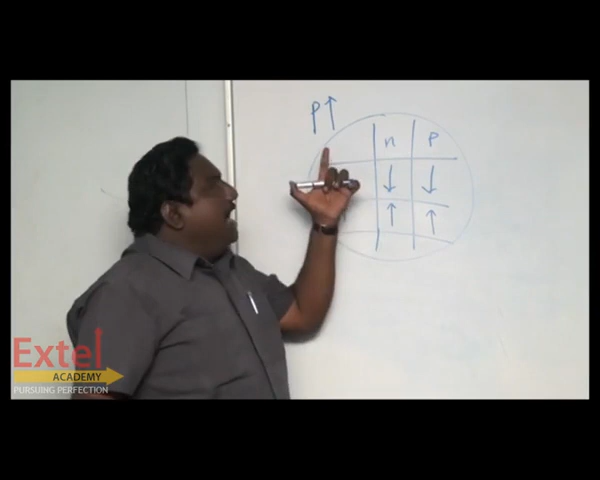 P↑
n P
↓ ↓
↑ ↑
Extel
ACADEMY
PURSUING PERFECTION